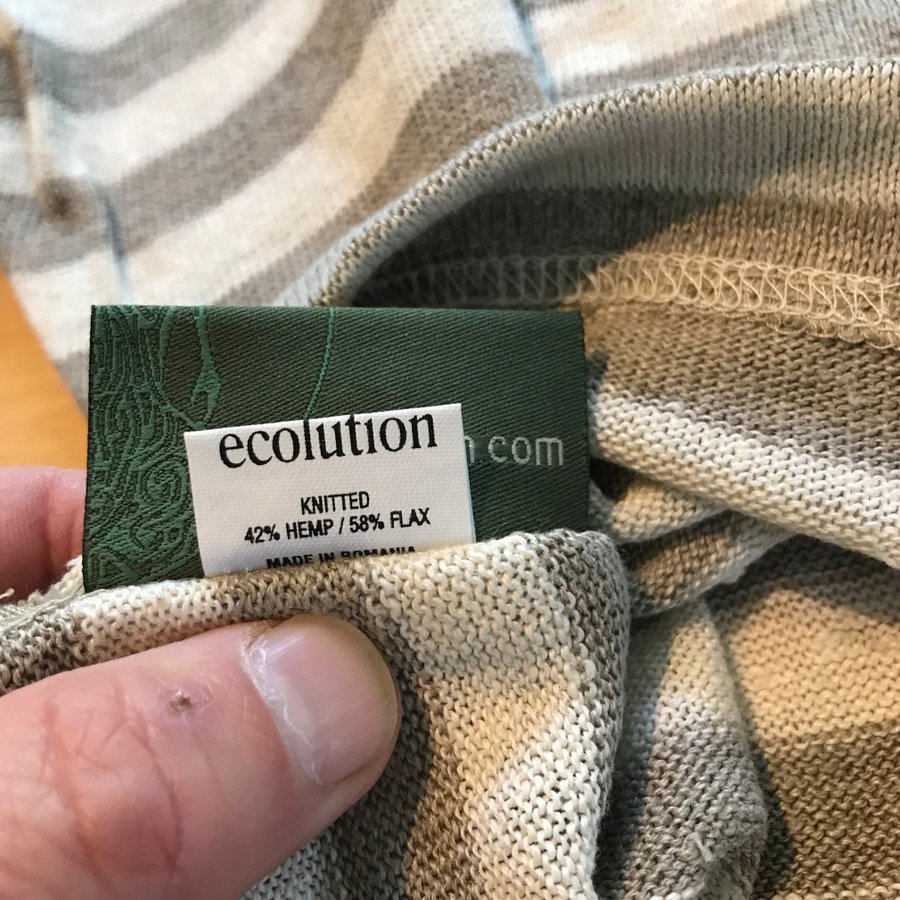 ecolution
.com
KNITTED
42% HEMP / 58% FLAX
MADE IN ROMANIA